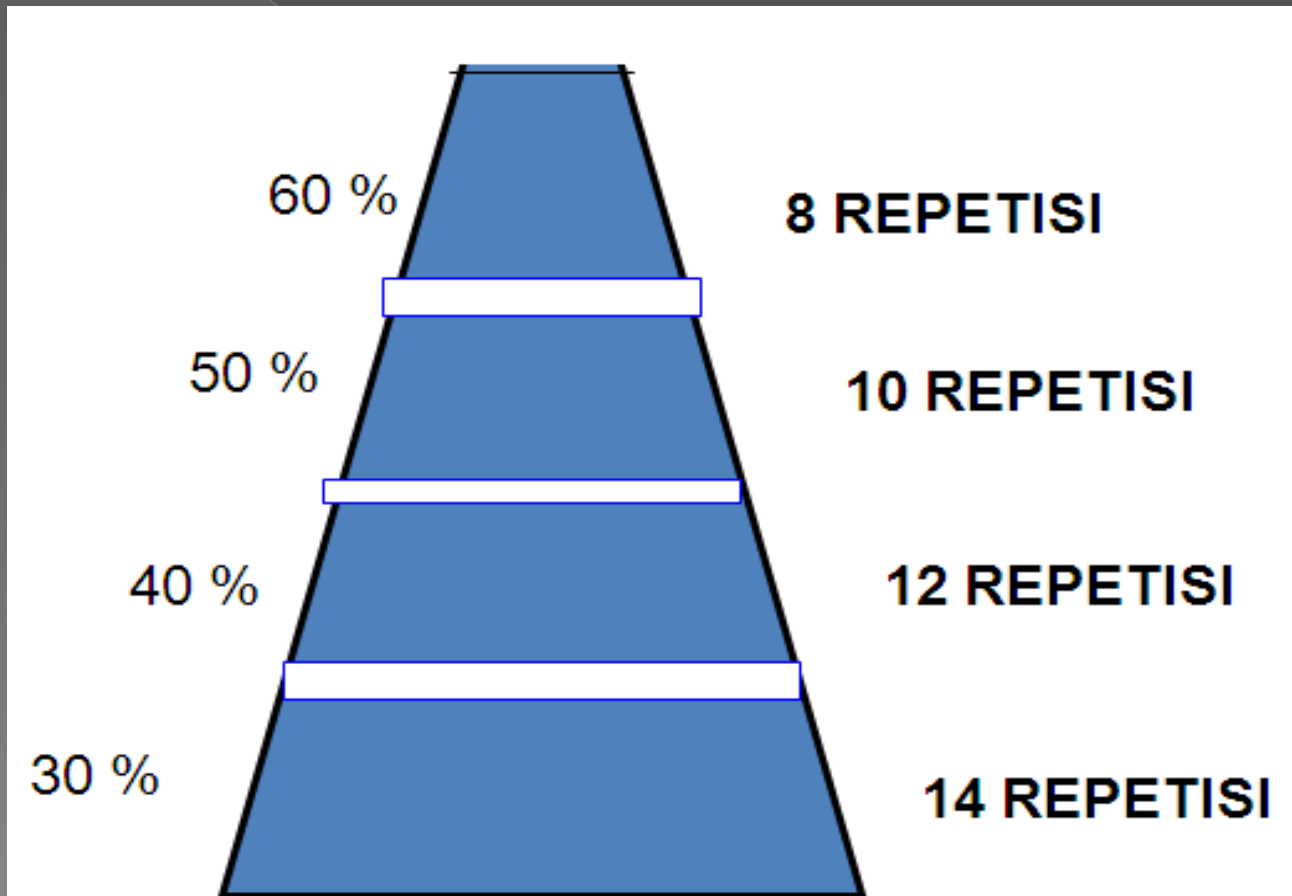 60 %
8 REPETISI
50 %
10 REPETISI
40 %
12 REPETISI
30 %
14 REPETISI